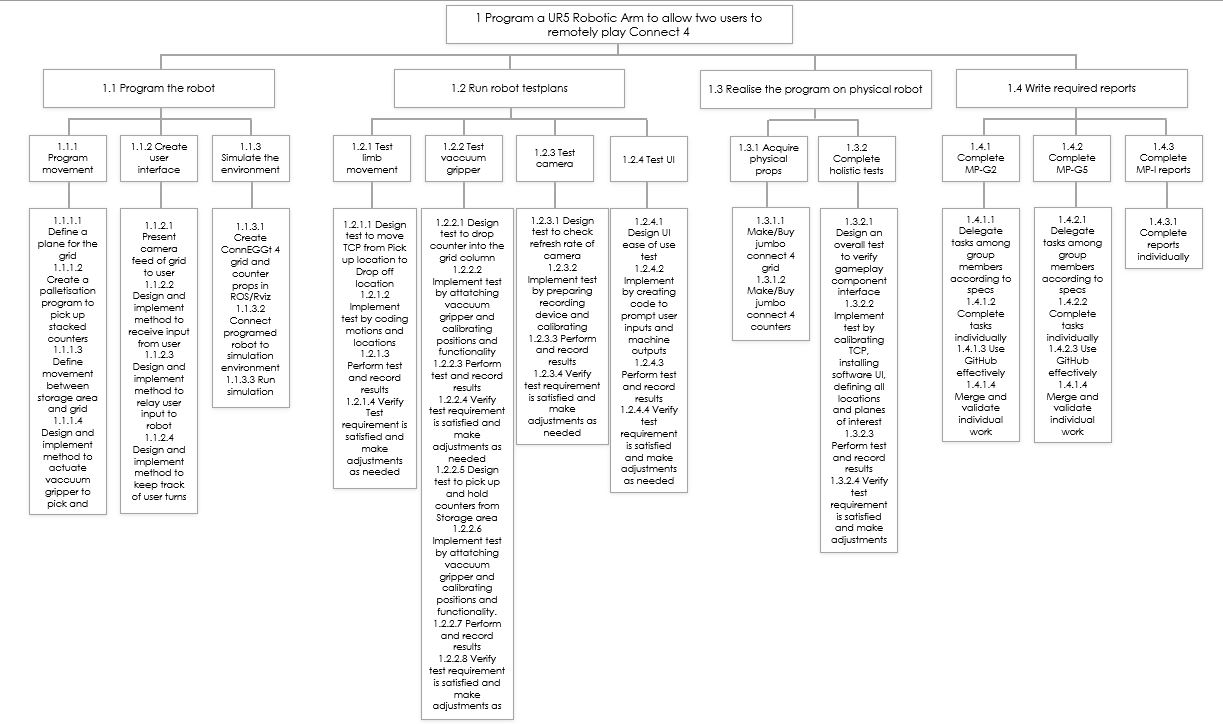 1 Program a UR5 Robotic Arm to allow two users to
remotely play Connect 4
1.1 Program the robot
1.2 Run robot testplans
1.3 Realise the program on physical robot
1.4 Write required reports
1.1.1
Program
movement
1.1.2 Create
user
interface
1.1.3
Simulate the
environment
1.2.1 Test
limb
movement
1.2.2 Test
vaccuum
gripper
1.2.3 Test
camera
1.2.4 Test UI
1.3.1 Acquire
physical
props
1.3.2
Complete
holistic tests
1.4.1
Complete
MP-G2
1.4.2
Complete
MP-G5
1.4.3
Complete
MP-I reports
1.1.1.1
Define a
plane for the
grid
1.1.1.2
Create a
palletisation
program to
pick up
stacked
counters
1.1.1.3
Define
movement
between
storage area
and grid
1.1.1.4
Design and
implement
method to
actuate
vaccuum
gripper to
pick and
1.1.2.1
Present
camera
feed of grid
to user
1.1.2.2
Design and
implement
method to
receive input
from user
1.1.2.3
Design and
implement
method to
relay user
input to
robot
1.1.2.4
Design and
implement
method to
keep track
of user turns
1.1.3.1
Create
ConnEGGt 4
grid and
counter
props in
ROS/Rviz
1.1.3.2
Connect
programed
robot to
simulation
environment
1.1.3.3 Run
simulation
1.2.1.1 Design
test to move
TCP from Pick
up location to
Drop off
location
1.2.1.2
Implement
test by coding
motions and
locations
1.2.1.3
Perform test
and record
results
1.2.1.4 Verify
Test
requirement is
satisfied and
make
adjustments
as needed
1.2.2.1 Design
test to drop
counter into the
grid column
1.2.2.2
Implement test
by attatching
vaccuum
gripper and
calibrating
positions and
functionality
1.2.2.3 Perform
test and record
results
1.2.2.4 Verify
test requirement
is satisfied and
make
adjustments as
needed
1.2.2.5 Design
test to pick up
and hold
counters from
Storage area
1.2.2.6
Implement test
by attatching
vaccuum
gripper and
calibrating
positions and
functionality.
1.2.2.7 Perform
and record
results
1.2.2.8 Verify
test requirement
is satisfied and
make
adjustments as
1.2.3.1 Design
test to check
refresh rate of
camera
1.2.3.2
Implement test
by preparing
recording
device and
calibrating
1.2.3.3 Perform
and record
results
1.2.3.4 Verify
test requirement
is satisfied and
make
adjustments as
needed
1.2.4.1
Design UI
ease of use
test
1.2.4.2
Implement
by creating
code to
prompt user
inputs and
machine
outputs
1.2.4.3
Perform test
and record
results
1.2.4.4 Verify
test
requirement
is satisfied
and make
adjustments
as needed
1.3.1.1
Make/Buy
jumbo
connect 4
grid
1.3.1.2
Make/Buy
jumbo
connect 4
counters
1.3.2.1
Design an
overall test
to verify
gameplay
component
interface
1.3.2.2
Implement
test by
calibrating
TCP,
installing
software UI,
defining all
locations
and planes
of interest
1.3.2.3
Perform test
and record
results
1.3.2.4 Verify
test
requirement
is satisfied
and make
adjustments
1.4.1.1
Delegate
tasks among
group
members
according to
specs
1.4.1.2
Complete
tasks
individually
1.4.1.3 Use
GitHub
effectively
1.4.1.4
Merge and
validate
individual
work
1.4.2.1
Delegate
tasks among
group
members
according to
specs
1.4.2.2
Complete
tasks
individually
1.4.2.3 Use
GitHub
effectively
1.4.1.4
Merge and
validate
individual
work
1.4.3.1
Complete
reports
individually